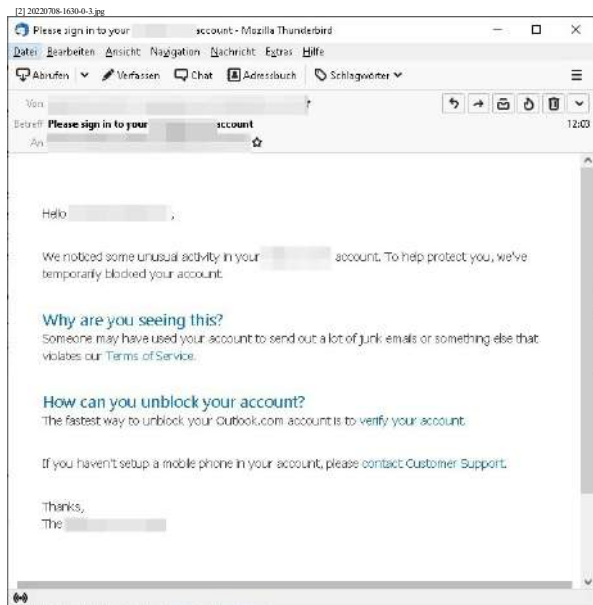 [2] 20220708-1630-0-3.jpg
Please sign in to your account - Mozilla Thunderbird
Datei Bearbeiten Ansicht Navigation Nachricht Extras Hilfe
Abrufen Verfassen Chat Adressbuch Schlagwörter
Von
Betreff Please sign in to your account 12:03
An
Hello ,
We noticed some unusual activity in your account. To help protect you, we've
temporarily blocked your account.
Why are you seeing this?
Someone may have used your account to send out a lot of junk emails or something else that
violates our Terms of Service.
How can you unblock your account?
The fastest way to unblock your Outlook.com account is to verify your account.
If you haven't setup a mobile phone in your account, please contact Customer Support.
Thanks,
The